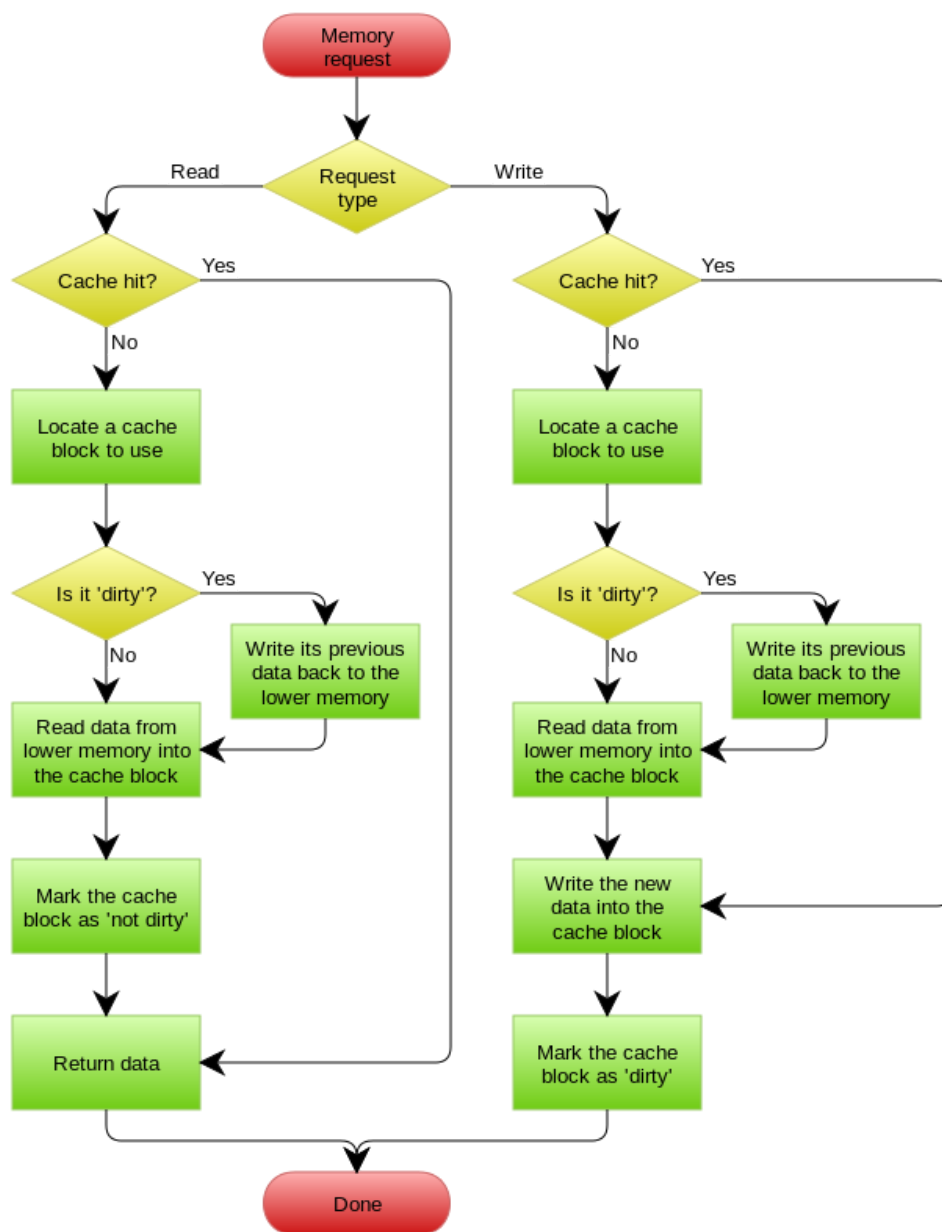 Memory
request
Request
type
Read
Write
Cache hit?
Yes
No
Locate a cache
block to use
Is it 'dirty'?
Yes
No
Write its previous
data back to the
lower memory
Read data from
lower memory into
the cache block
Mark the cache
block as 'not dirty'
Return data
Cache hit?
Yes
No
Locate a cache
block to use
Is it 'dirty'?
Yes
No
Write its previous
data back to the
lower memory
Read data from
lower memory into
the cache block
Write the new
data into the
cache block
Mark the cache
block as 'dirty'
Done